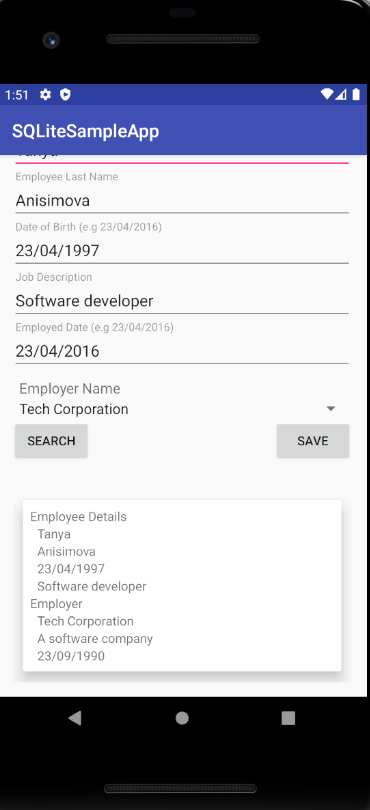 1:51
SQLiteSampleApp
Tanya
Employee Last Name
Anisimova
Date of Birth (e.g 23/04/2016)
23/04/1997
Job Description
Software developer
Employed Date (e.g 23/04/2016)
23/04/2016
Employer Name
Tech Corporation
SEARCH SAVE
Employee Details
Tanya
Anisimova
23/04/1997
Software developer
Employer
Tech Corporation
A software company
23/09/1990